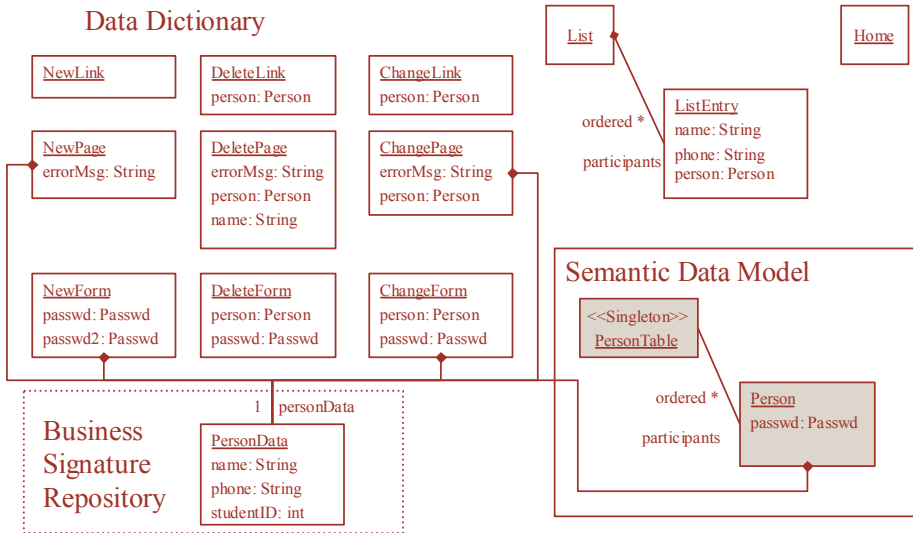 Data Dictionary
List
Home
NewLink
DeleteLink
person: Person
ChangeLink
person: Person
ListEntry
name: String
phone: String
person: Person
ordered *
participants
NewPage
errorMsg: String
DeletePage
errorMsg: String
person: Person
name: String
ChangePage
errorMsg: String
person: Person
NewForm
passwd: Passwd
passwd2: Passwd
DeleteForm
person: Person
passwd: Passwd
ChangeForm
person: Person
passwd: Passwd
Semantic Data Model
<<Singleton>>
PersonTable
ordered *
participants
Person
passwd: Passwd
1 personData
Business
Signature
Repository
PersonData
name: String
phone: String
studentID: int